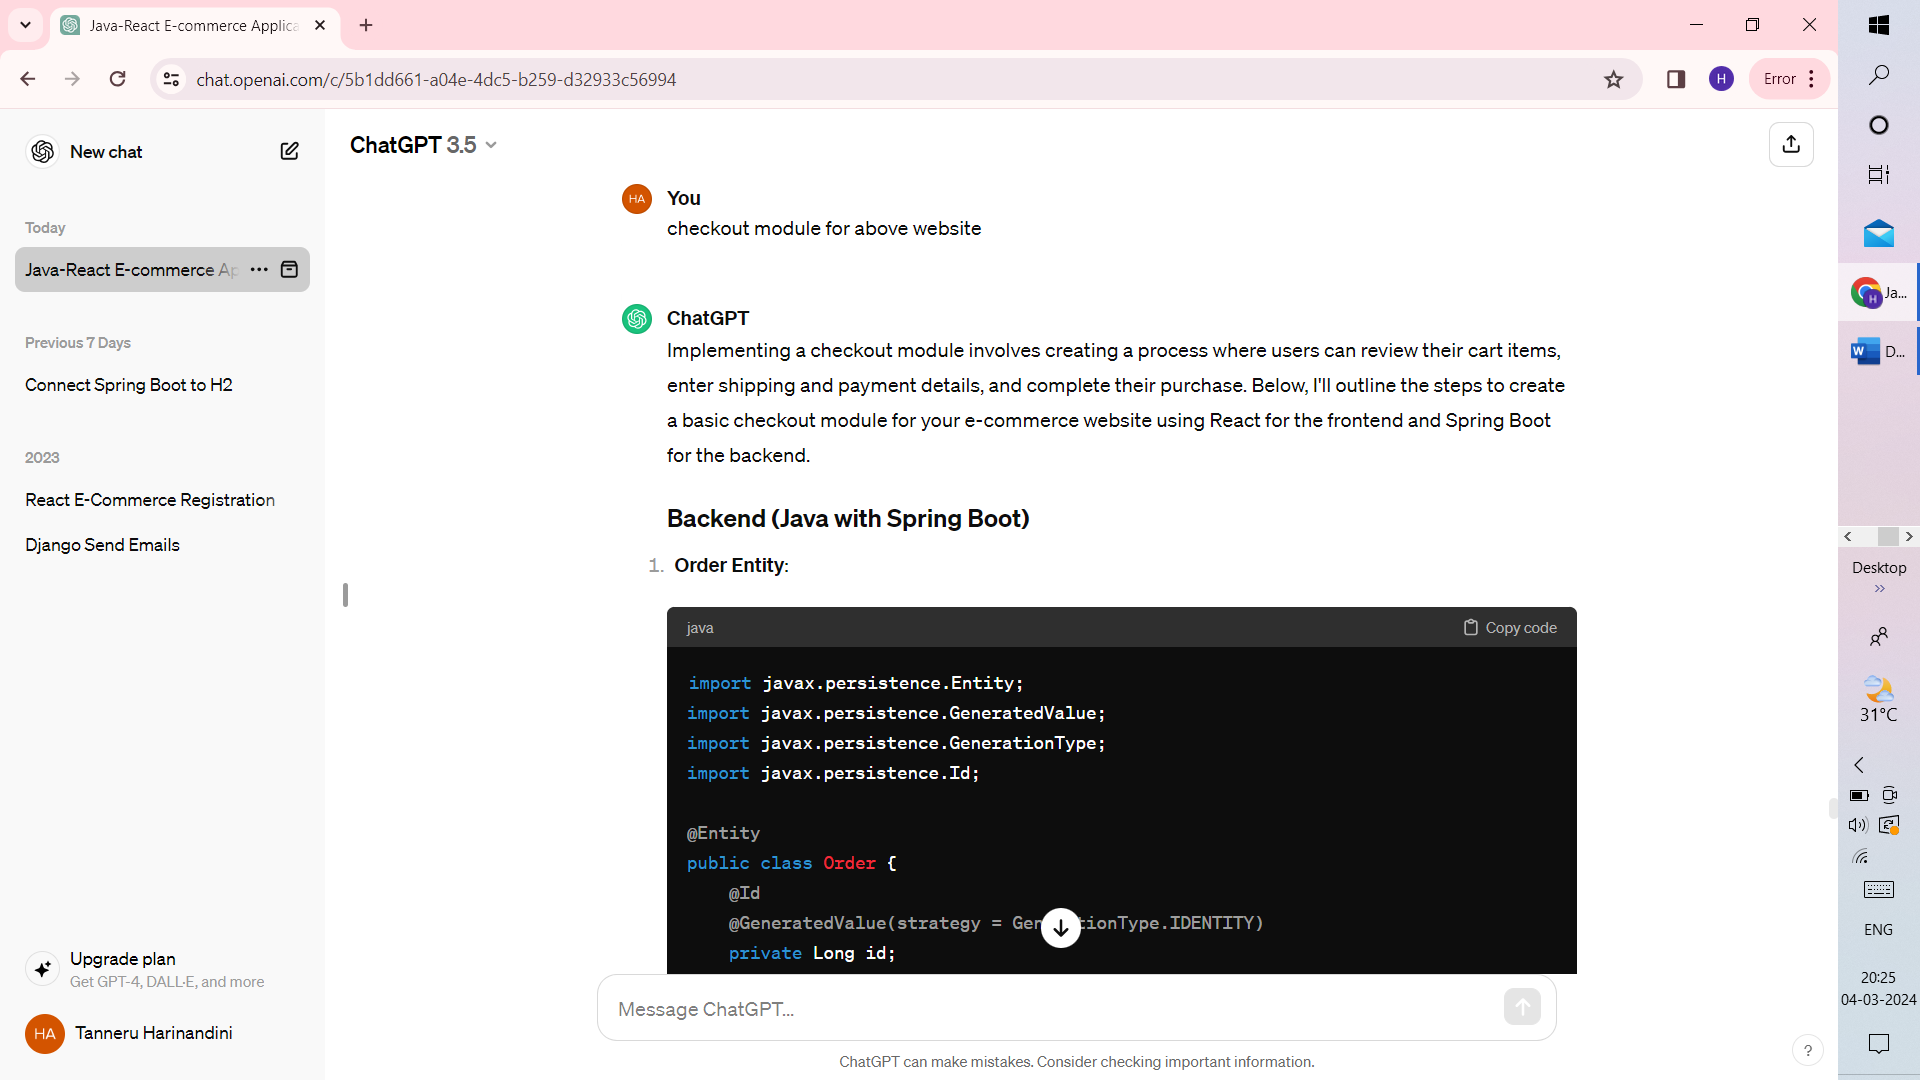 Java-React E-commerce Applica
chat.openai.com/c/5b1dd661-a04e-4dc5-b259-d32933c56994
H
Error
New chat
Today
Java-React E-commerce Ap
Previous 7 Days
Connect Spring Boot to H2
2023
React E-Commerce Registration
Django Send Emails
Upgrade plan
Get GPT-4, DALL·E, and more
HA
Tanneru Harinandini
ChatGPT 3.5
HA
You
checkout module for above website
ChatGPT
Implementing a checkout module involves creating a process where users can review their cart items,
enter shipping and payment details, and complete their purchase. Below, I'll outline the steps to create
a basic checkout module for your e-commerce website using React for the frontend and Spring Boot
for the backend.
Backend (Java with Spring Boot)
1. Order Entity:
java
Copy code
import javax.persistence.Entity;
import javax.persistence.GeneratedValue;
import javax.persistence.GenerationType;
import javax.persistence.Id;
@Entity
public class Order {
@Id
@GeneratedValue(strategy = GenerationType.IDENTITY)
private Long id;
Message ChatGPT...
ChatGPT can make mistakes. Consider checking important information.
?
H
Ja...
W
D...
Desktop
»
31°C
ENG
20:25
04-03-2024